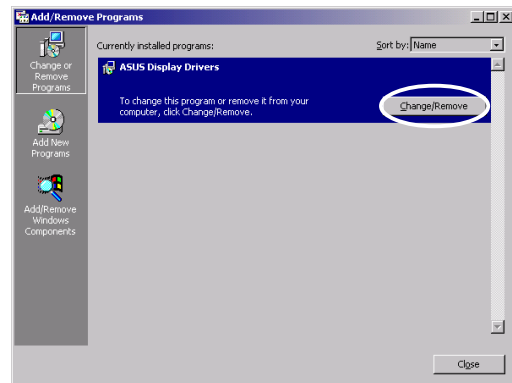 Add/Remove Programs
Change or
Remove
Programs
Add New
Programs
Add/Remove
Windows
Components
Currently installed programs:
Sort by: Name
ASUS Display Drivers
To change this program or remove it from your
computer, click Change/Remove.
Change/Remove
Close